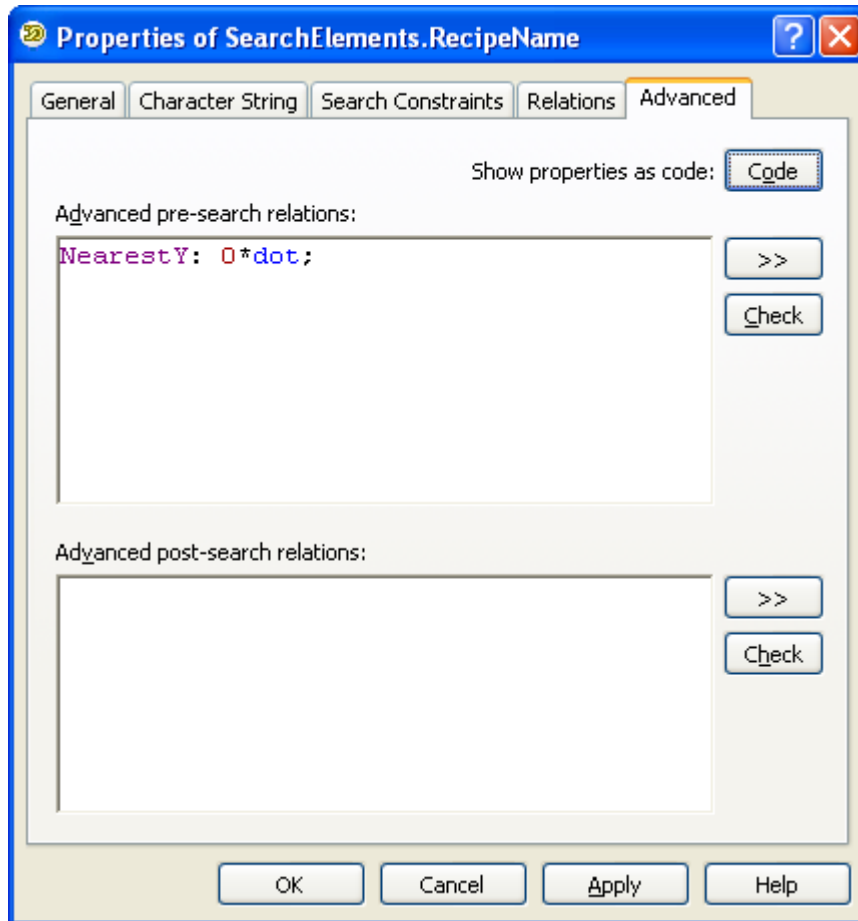 Properties of SearchElements.RecipeName
General Character String Search Constraints Relations Advanced
Show properties as code: Code
Advanced pre-search relations:
NearestY: 0*dot;
>>
Check
Advanced post-search relations:
>>
Check
OK Cancel Apply Help